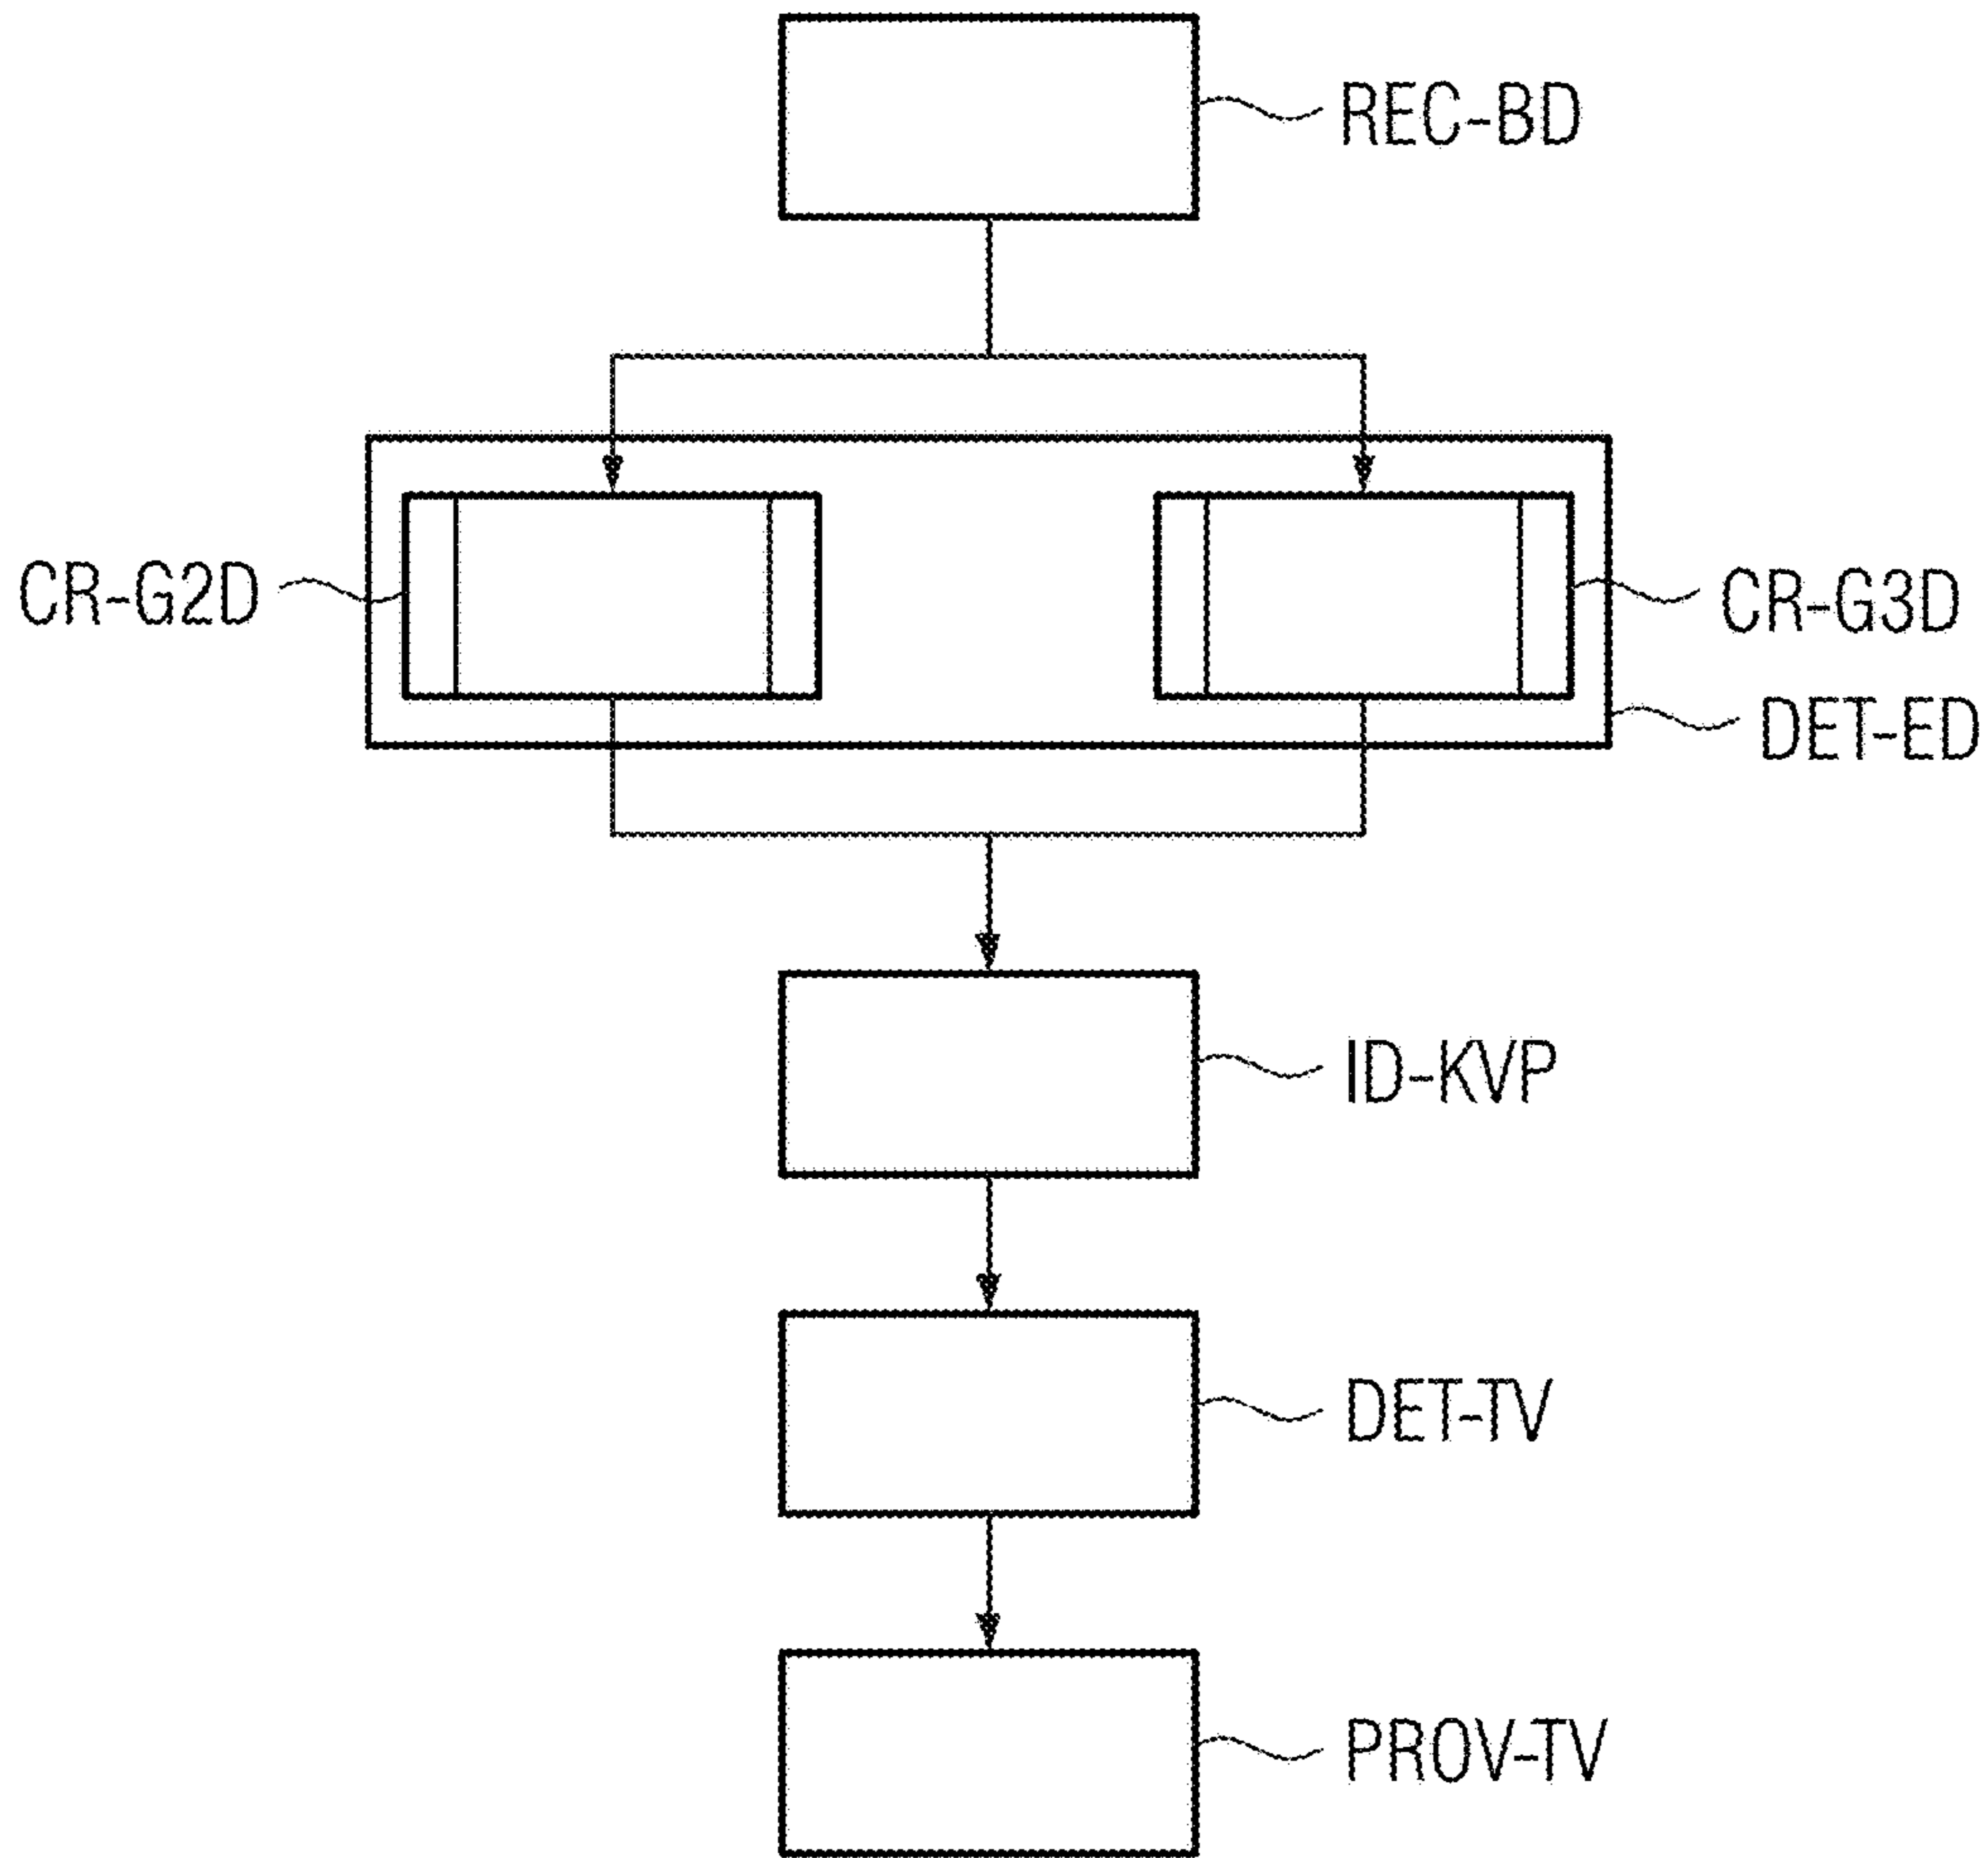 REC-BD
CR-G2D
CR-G3D
DET-ED
ID-KVP
DET-TV
PROV-TV